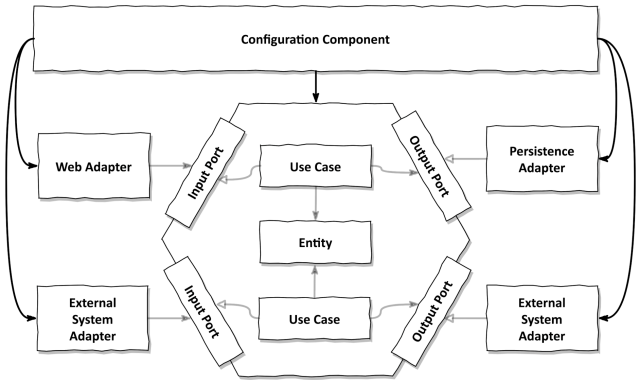 Configuration Component
Web Adapter
Input Port
Use Case
Output Port
Persistence
Adapter
Entity
External
System
Adapter
Input Port
Use Case
Output Port
External
System
Adapter